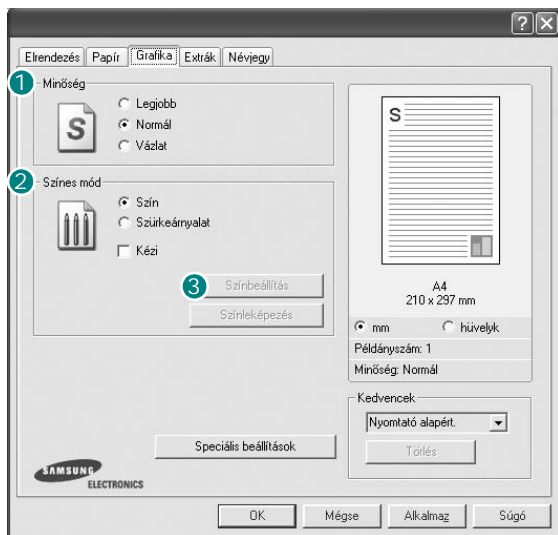 Elrendezés Papír Grafika Extrák Névjegy
1 Minőség
S
Legjobb
Normál
Vázlat
2 Színes mód
Szín
Szürkeárnyalat
Kézi
3 Színbeállítás
Színleképezés
S
A4
210 x 297 mm
mm hüvelyk
Példányszám: 1
Minőség: Normál
Kedvencek
Nyomtató alapért.
Törlés
Speciális beállítások
SAMSUNG
ELECTRONICS
OK Mégse Alkalmaz Súgó